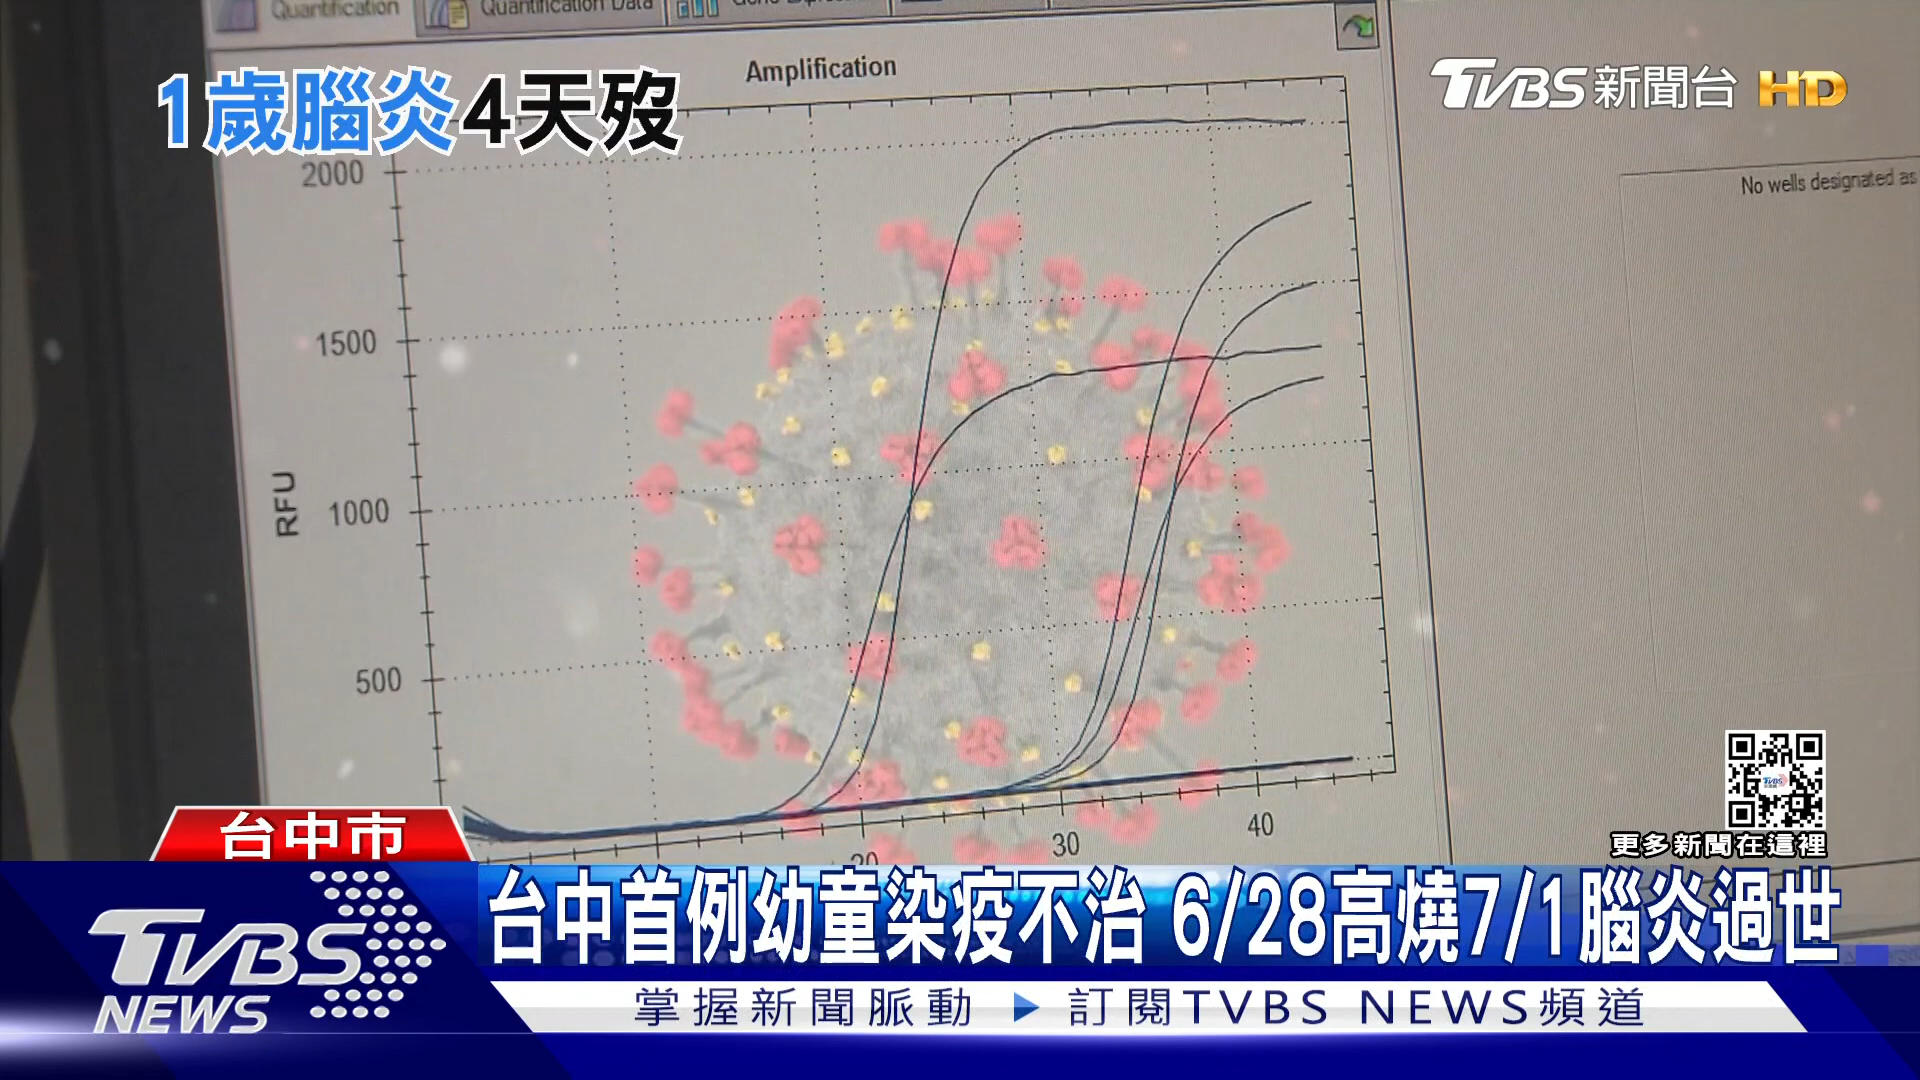 Quantification
Quantification Data
1歲腦炎4天歿
TVBS新聞台 HD
Amplification
No wells designated as
2000
1500
1000
500
RFU
20
30
40
更多新聞在這裡
台中市
台中首例幼童染疫不治 6/28高燒7/1腦炎過世
TVBS
NEWS
掌握新聞脈動 ▶ 訂閱TVBS NEWS頻道